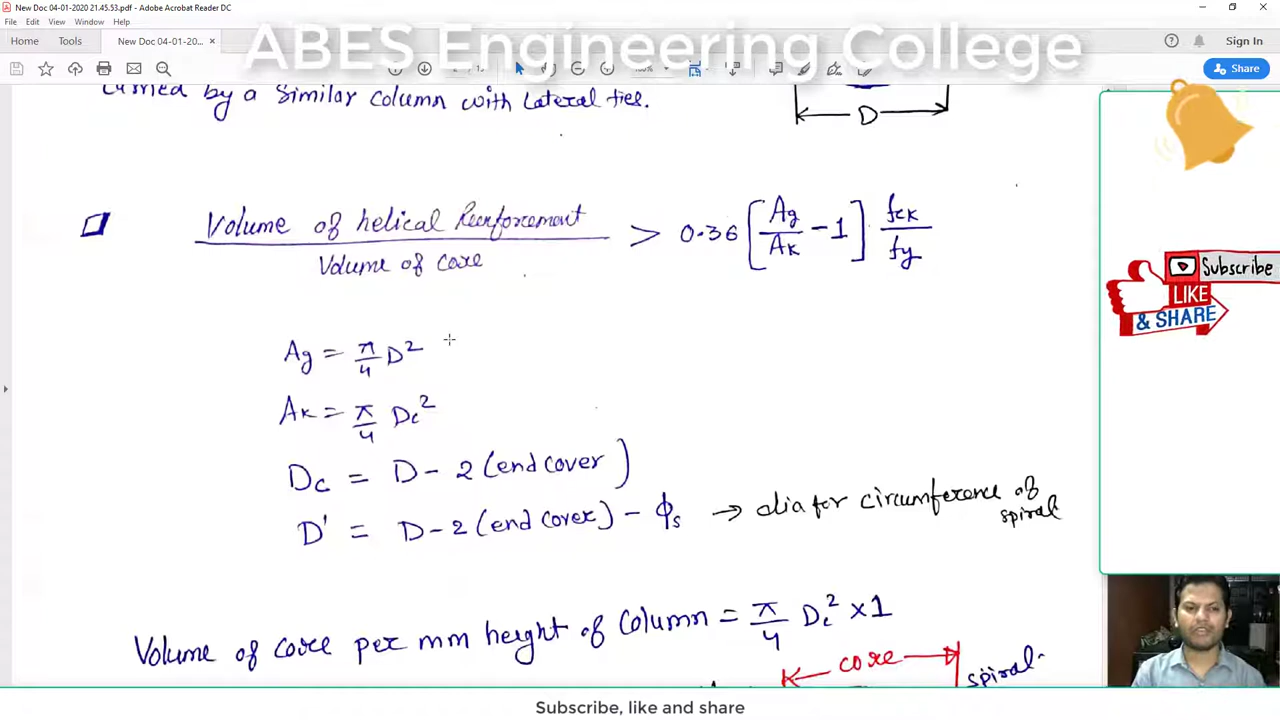 New Doc 04-01-2020 21.45.53.pdf - Adobe Acrobat Reader DC
File Edit View Window Help
Home Tools New Doc 04-01-20... × Sign In
ABES Engineering College
Share
carried by a Similar Column with Lateral ties.
D
Volume of helical Reinforcement
Volume of core
> 0.36 [Ag/Ak - 1] fck/fy
Ag = π/4 D²
Ak = π/4 Dc²
Dc = D - 2 (end cover)
D' = D - 2 (end cover) - ϕs → dia for circumference of spiral
Volume of core per mm height of Column = π/4 Dc² × 1
core
spiral
Subscribe
LIKE
& SHARE
Subscribe, like and share